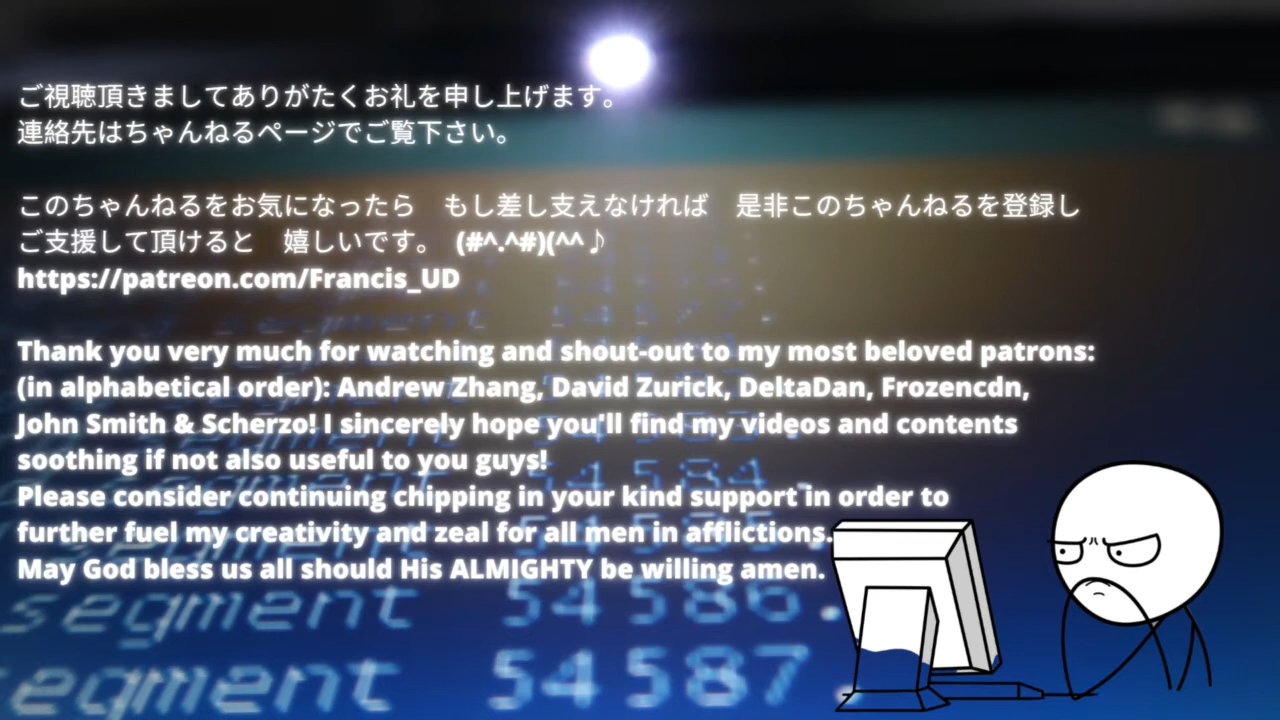 ご視聴頂きましてありがたくお礼を申し上げます。
連絡先はちゃんねるページでご覧下さい。
このちゃんねるをお気になったら　もし差し支えなければ　是非このちゃんねるを登録し
ご支援して頂けると　嬉しいです。 (#^.^#)(^^♪
https://patreon.com/Francis_UD
Thank you very much for watching and shout-out to my most beloved patrons:
(in alphabetical order): Andrew Zhang, David Zurick, DeltaDan, Frozencdn,
John Smith & Scherzo! I sincerely hope you'll find my videos and contents
soothing if not also useful to you guys!
Please consider continuing chipping in your kind support in order to
further fuel my creativity and zeal for all men in afflictions.
May God bless us all should His ALMIGHTY be willing amen.
segment 54586.
segment 54587.